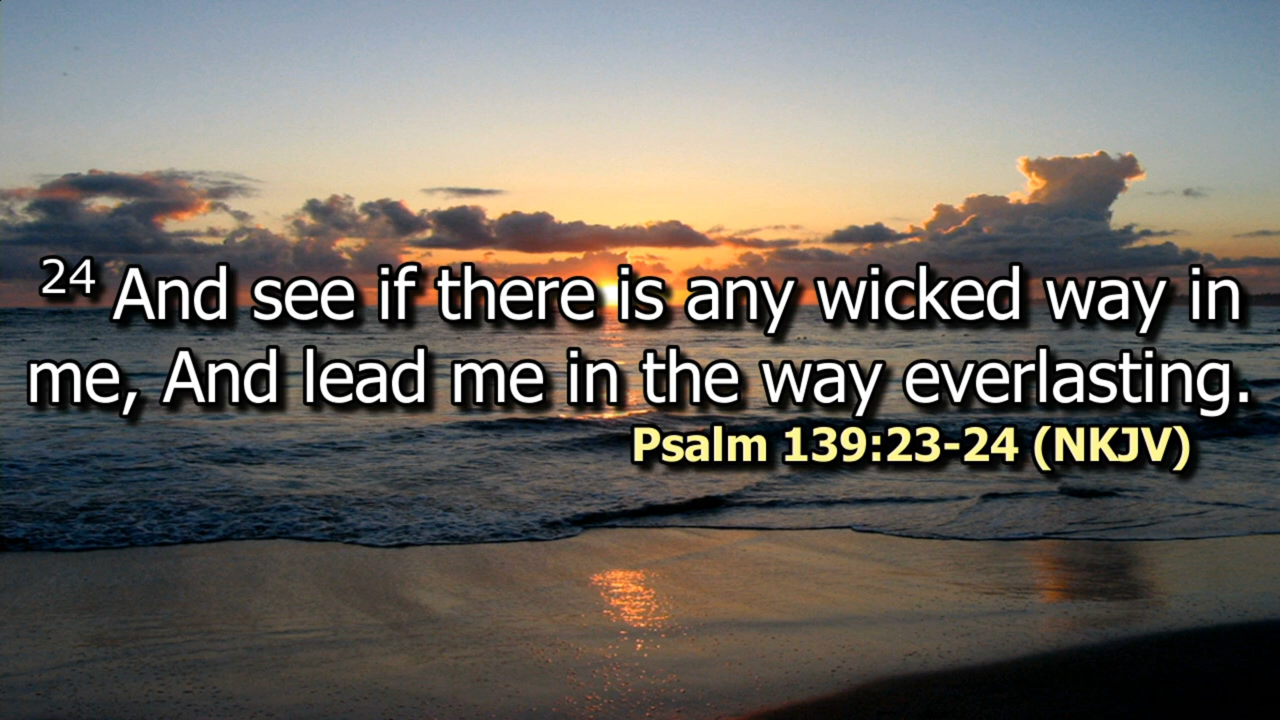 24 And see if there is any wicked way in
me, And lead me in the way everlasting.
Psalm 139:23-24 (NKJV)